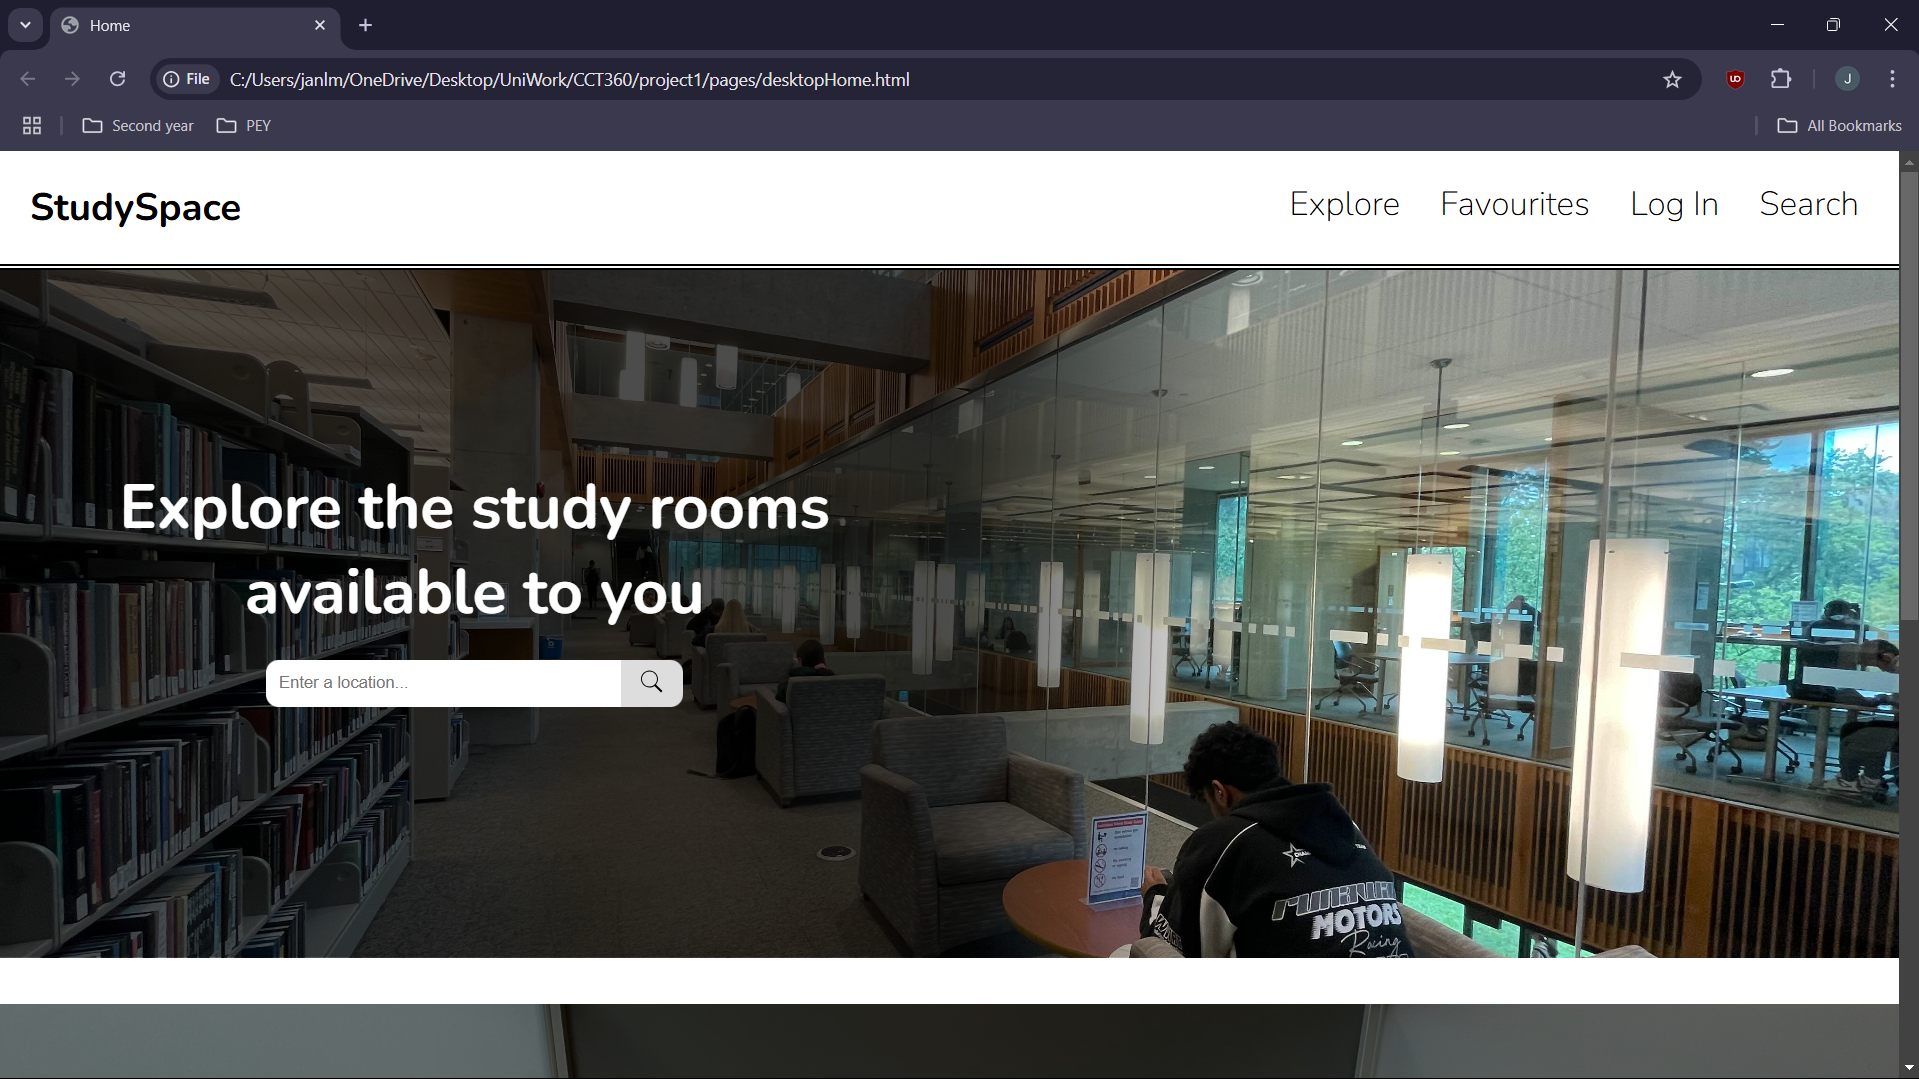 Home
File C:/Users/janlm/OneDrive/Desktop/UniWork/CCT360/project1/pages/desktopHome.html
J
Second year PEY All Bookmarks
StudySpace Explore Favourites Log In Search
Explore the study rooms
available to you
Enter a location...
MOTORS
Racing